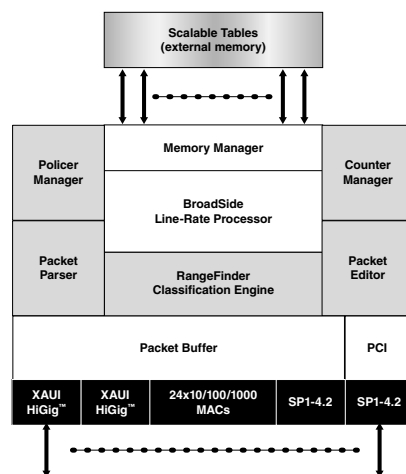 Scalable Tables
(external memory)
Memory Manager
Policer
Manager
Counter
Manager
BroadSide
Line-Rate Processor
Packet
Parser
RangeFinder
Classification Engine
Packet
Editor
Packet Buffer
PCI
XAUI
HiGig™
XAUI
HiGig™
24x10/100/1000
MACs
SP1-4.2
SP1-4.2